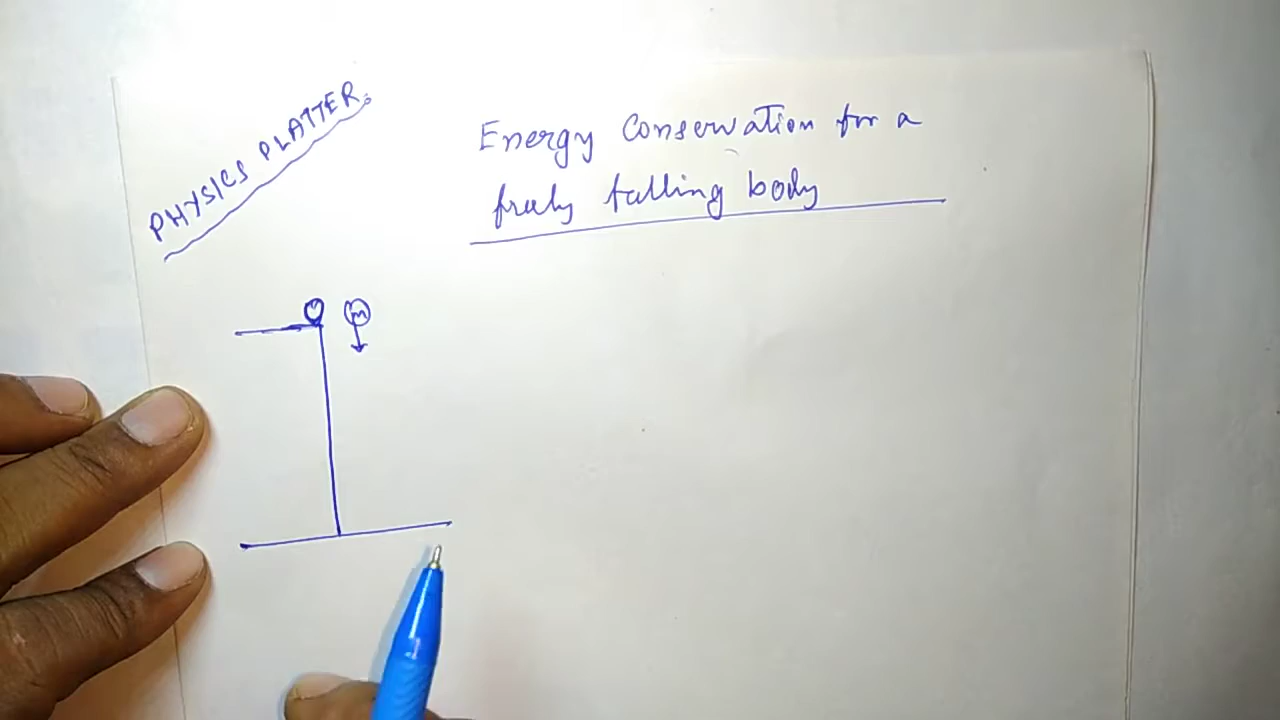 PHYSICS PLATTER.
Energy Conservation for a
freely falling body
m